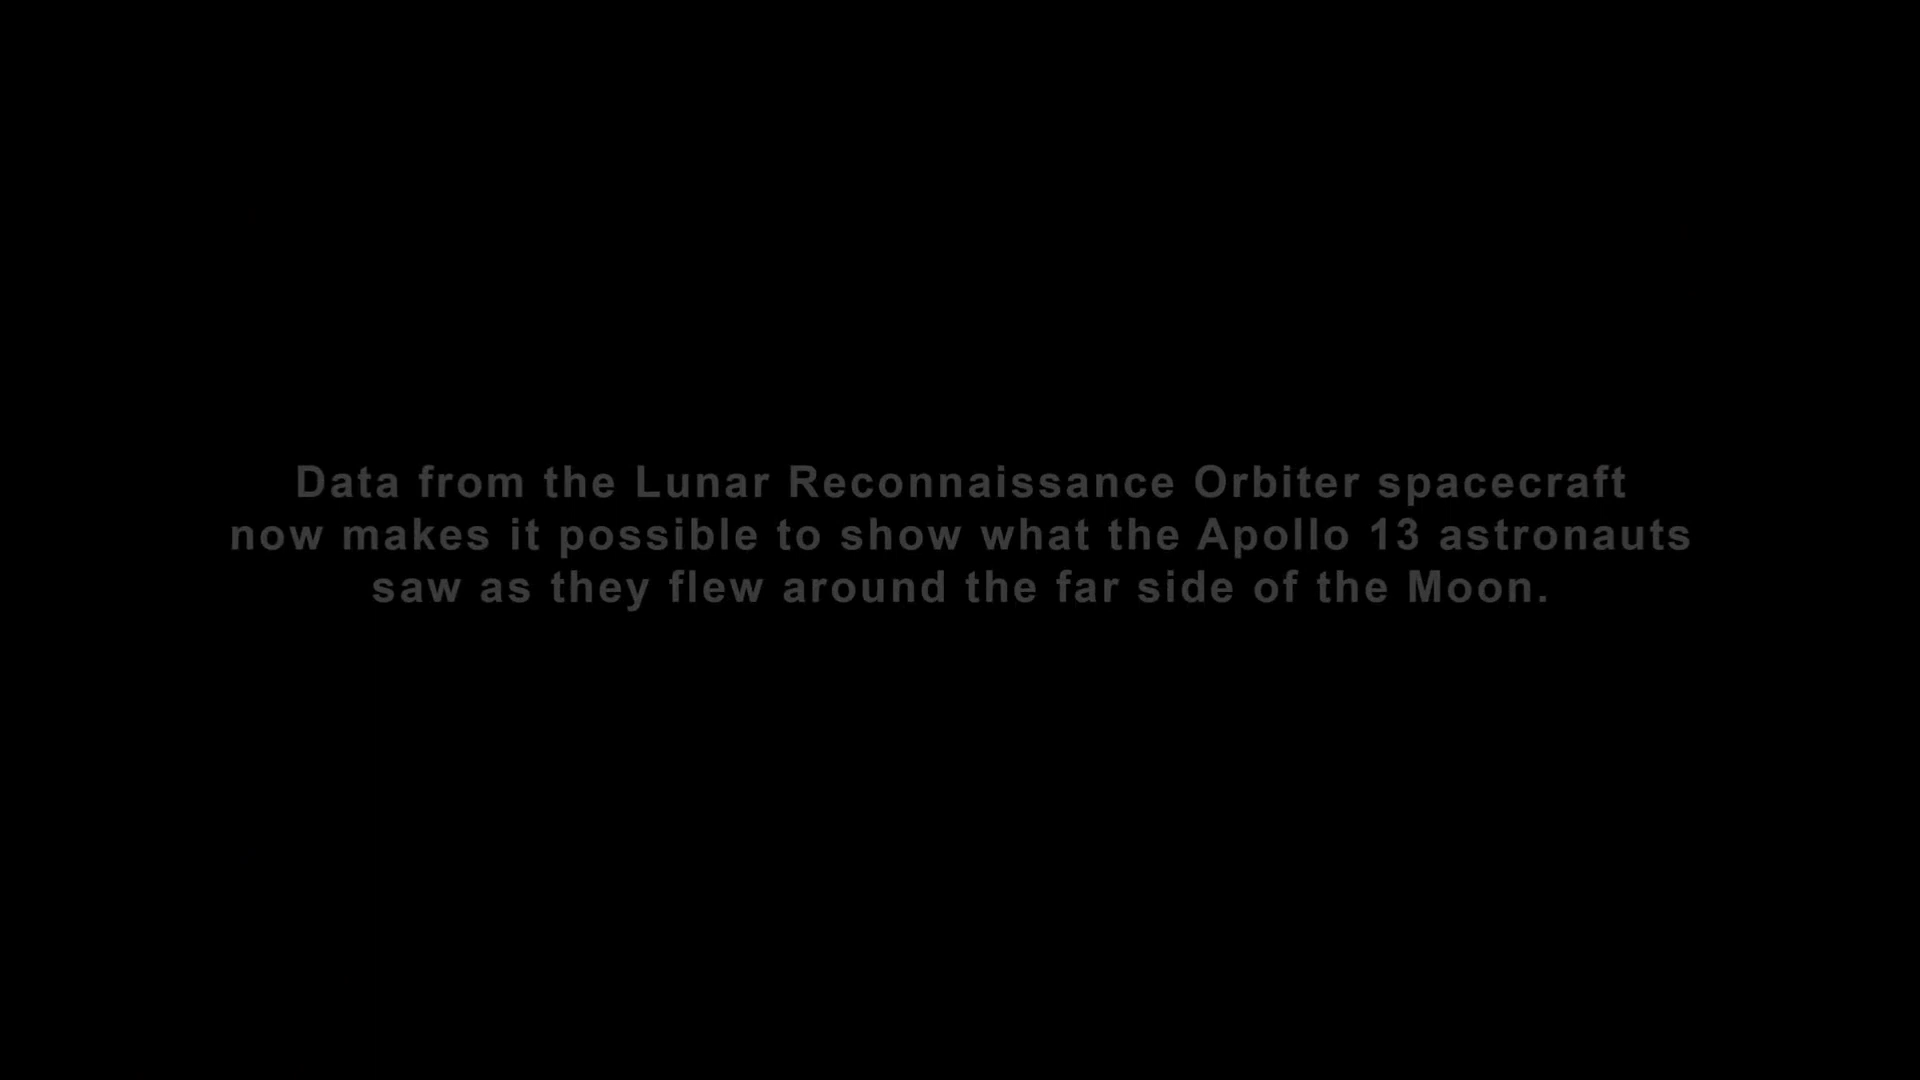 Data from the Lunar Reconnaissance Orbiter spacecraft
now makes it possible to show what the Apollo 13 astronauts
saw as they flew around the far side of the Moon.